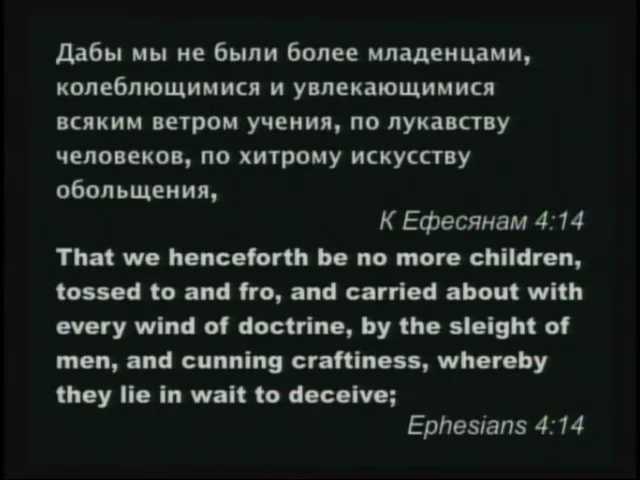 Дабы мы не были более младенцами,
колеблющимися и увлекающимися
всяким ветром учения, по лукавству
человеков, по хитрому искусству
обольщения,
К Ефесянам 4:14
That we henceforth be no more children,
tossed to and fro, and carried about with
every wind of doctrine, by the sleight of
men, and cunning craftiness, whereby
they lie in wait to deceive;
Ephesians 4:14